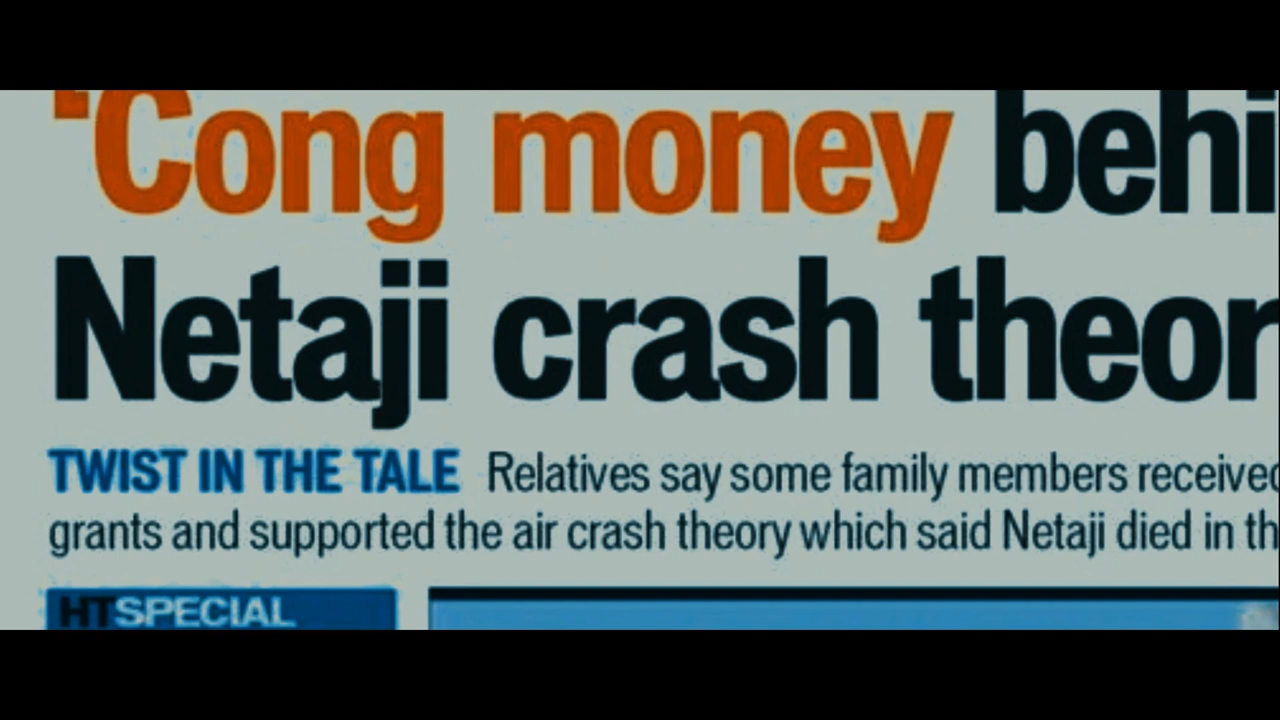 'Cong money behi
Netaji crash theor
TWIST IN THE TALE Relatives say some family members received
grants and supported the air crash theory which said Netaji died in th
HTSPECIAL